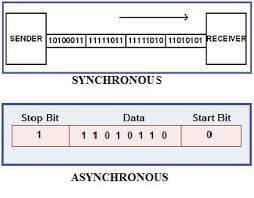 SENDER 10100011 11111011 11111010 11010101 RECEIVER
SYNCHRONOUS
Stop Bit Data Start Bit
1 1 1 0 1 0 1 1 0 0
ASYNCHRONOUS